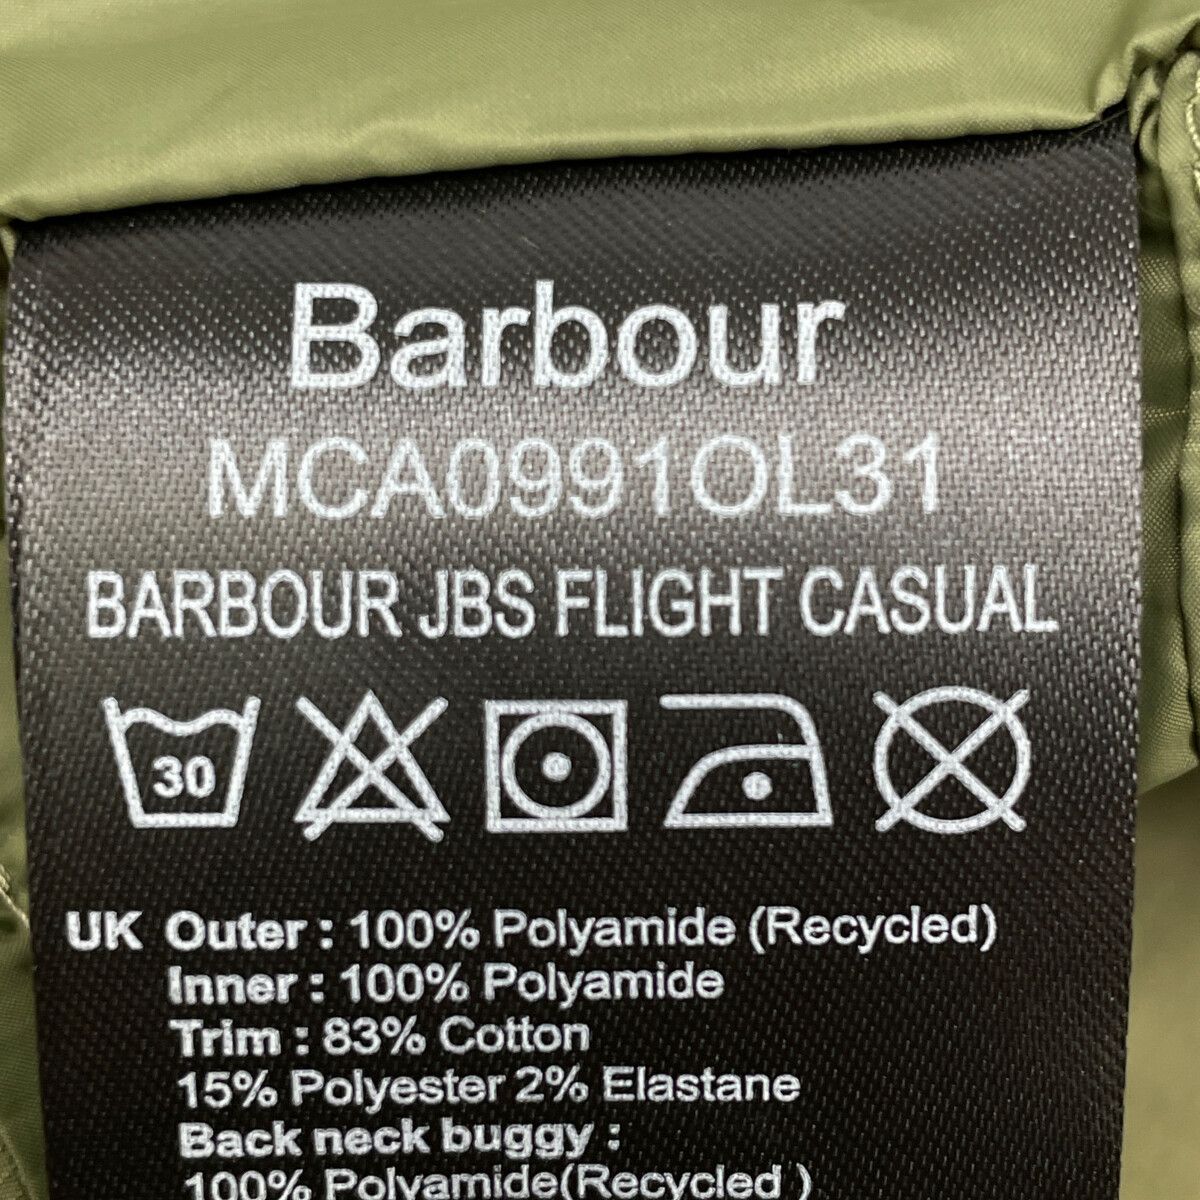 Barbour
MCA0991OL31
BARBOUR JBS FLIGHT CASUAL
30
UK Outer : 100% Polyamide (Recycled)
Inner : 100% Polyamide
Trim : 83% Cotton
15% Polyester 2% Elastane
Back neck buggy :
100% Polyamide(Recycled )